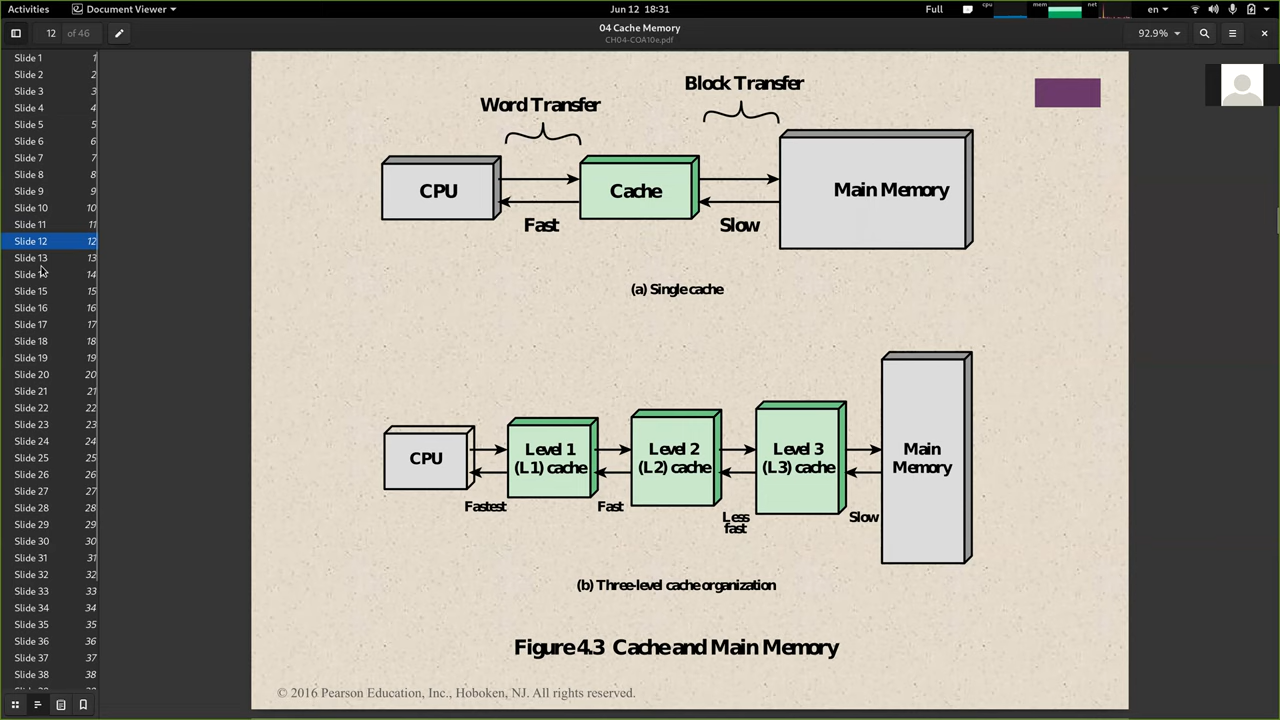 Activities Document Viewer Jun 12 18:31 Full cpu mem net en
12 of 46 04 Cache Memory 92.9%
CH04-COA10e.pdf
Slide 1 1
Slide 2 2
Slide 3 3
Slide 4 4
Slide 5 5
Slide 6 6
Slide 7 7
Slide 8 8
Slide 9 9
Slide 10 10
Slide 11 11
Slide 12 12
Slide 13 13
Slide 14
Slide 15 15
Slide 16 16
Slide 17 17
Slide 18 18
Slide 19 19
Slide 20 20
Slide 21 21
Slide 22 22
Slide 23 23
Slide 24 24
Slide 25 25
Slide 26 26
Slide 27 27
Slide 28 28
Slide 29 29
Slide 30 30
Slide 31 31
Slide 32 32
Slide 33 33
Slide 34 34
Slide 35 35
Slide 36 36
Slide 37 37
Slide 38 38
Block Transfer
Word Transfer
CPU
Cache
Main Memory
Fast
Slow
(a) Single cache
CPU
Level 1
(L1) cache
Level 2
(L2) cache
Level 3
(L3) cache
Main
Memory
Fastest
Fast
Less
fast
Slow
(b) Three-level cache organization
Figure 4.3 Cache and Main Memory
© 2016 Pearson Education, Inc., Hoboken, NJ. All rights reserved.